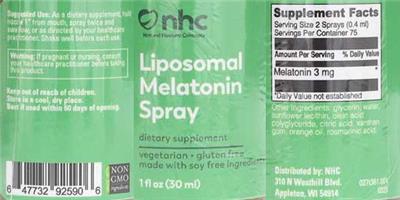 Suggested Use: As a dietary supplement, hold
nozzle 1" from mouth, spray twice and
swallow, or as directed by your healthcare
practitioner. Shake well before each use.
Warning: If pregnant or nursing, consult
your healthcare practitioner before taking
this product.
Keep out of reach of children.
Store in a cool, dry place.
Best if used within 60 days of opening.
6 47732 92590 6
NON
GMO
ingredients
nhc
Liposomal
Melatonin
Spray
dietary supplement
vegetarian • gluten free
made with soy free ingredients
1 fl oz (30 ml)
Supplement Facts
Serving Size 2 Sprays (0.4 ml)
Servings Per Container 75
Amount Per Serving % Daily Value
Melatonin 3 mg *
*Daily Value not established
Other Ingredients: glycerin, water,
sunflower lecithin, oleic acid,
polyglyceride, citric acid, xanthan
gum, orange oil, rosmarinic acid.
Distributed by: NHC
310 N Westhill Blvd.
Appleton, WI 54914